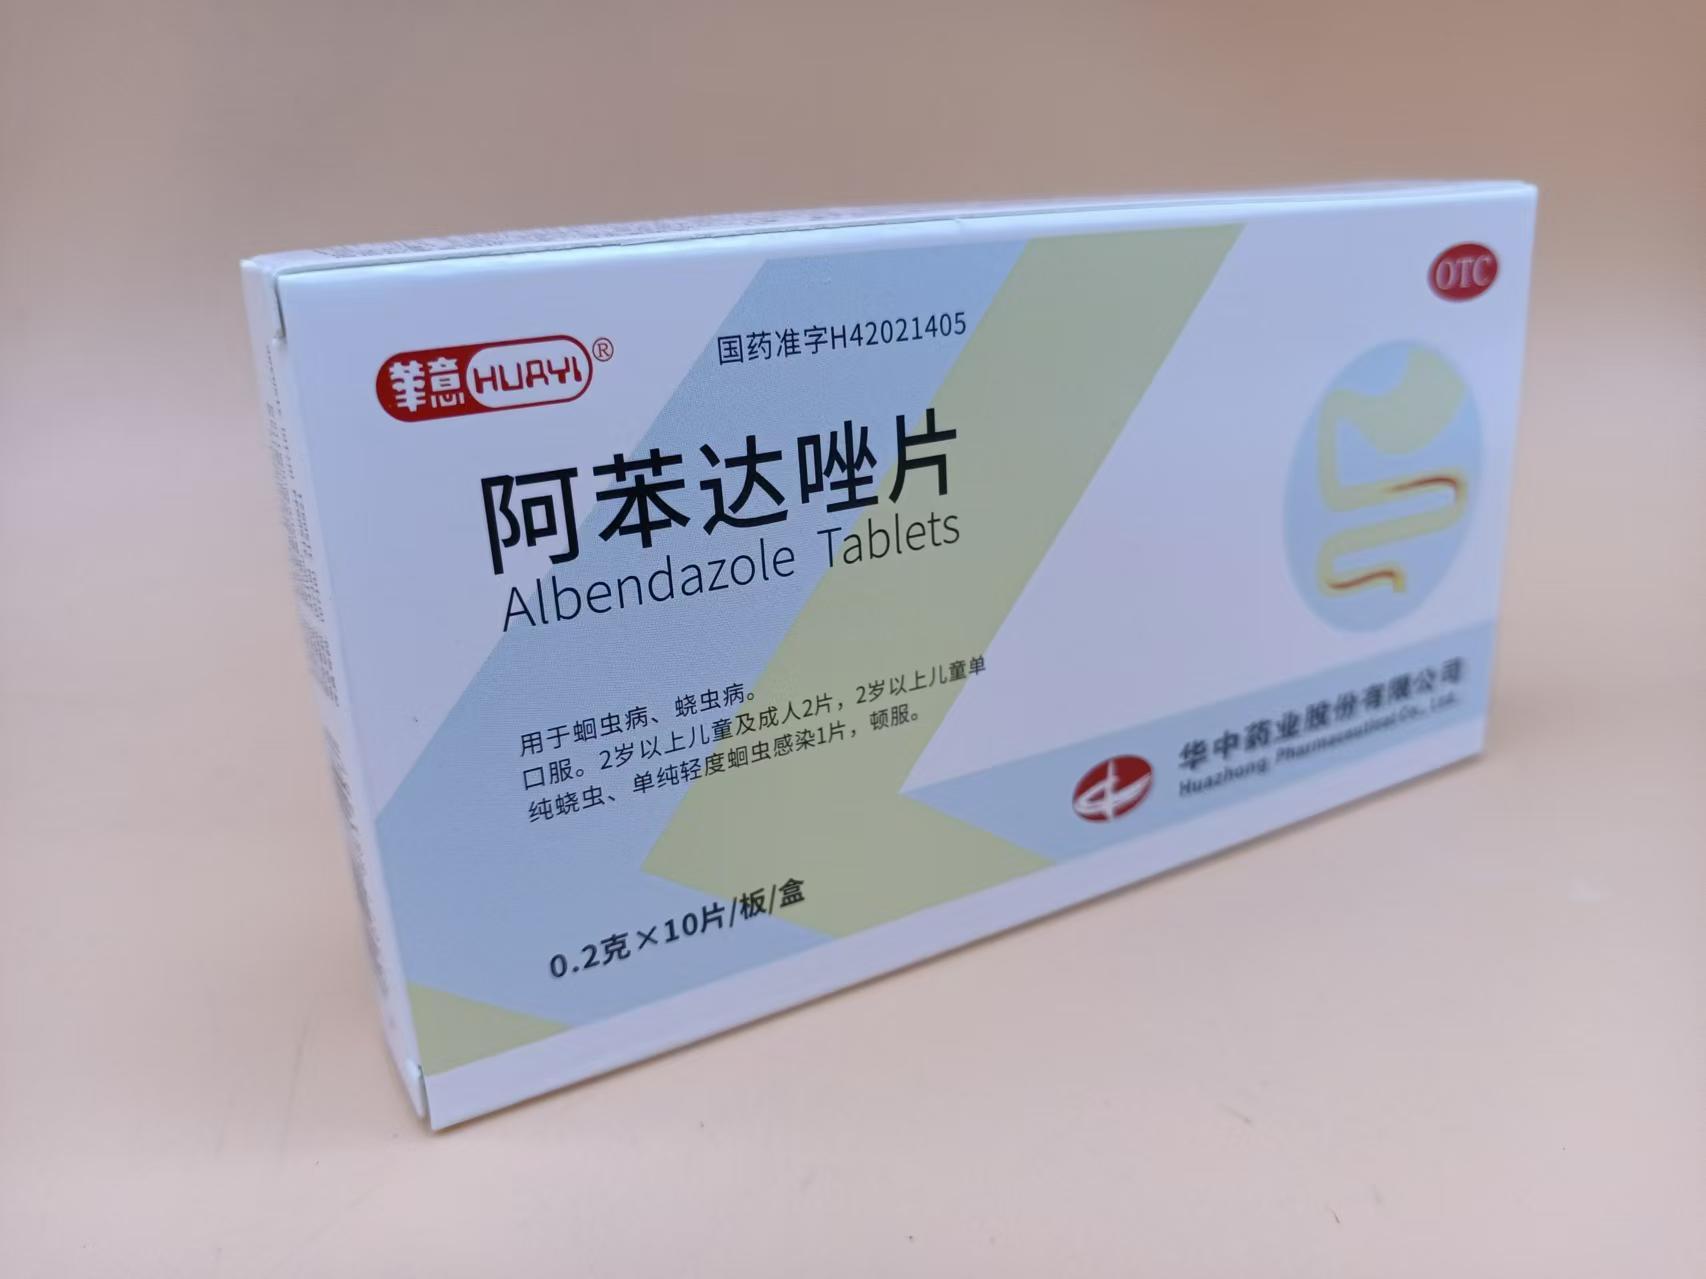 華意 HUAYI®
国药准字H42021405
OTC
阿苯达唑片
Albendazole Tablets
用于蛔虫病、蛲虫病。
口服。2岁以上儿童及成人2片，2岁以上儿童单
纯蛲虫、单纯轻度蛔虫感染1片，顿服。
0.2克×10片/板/盒
华中药业股份有限公司
Huazhong Pharmaceutical Co., Ltd.